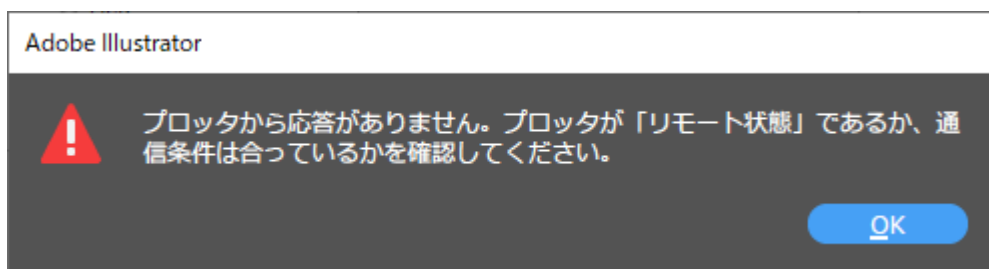 Adobe Illustrator
プロッタから応答がありません。プロッタが「リモート状態」であるか、通
信条件は合っているかを確認してください。
OK